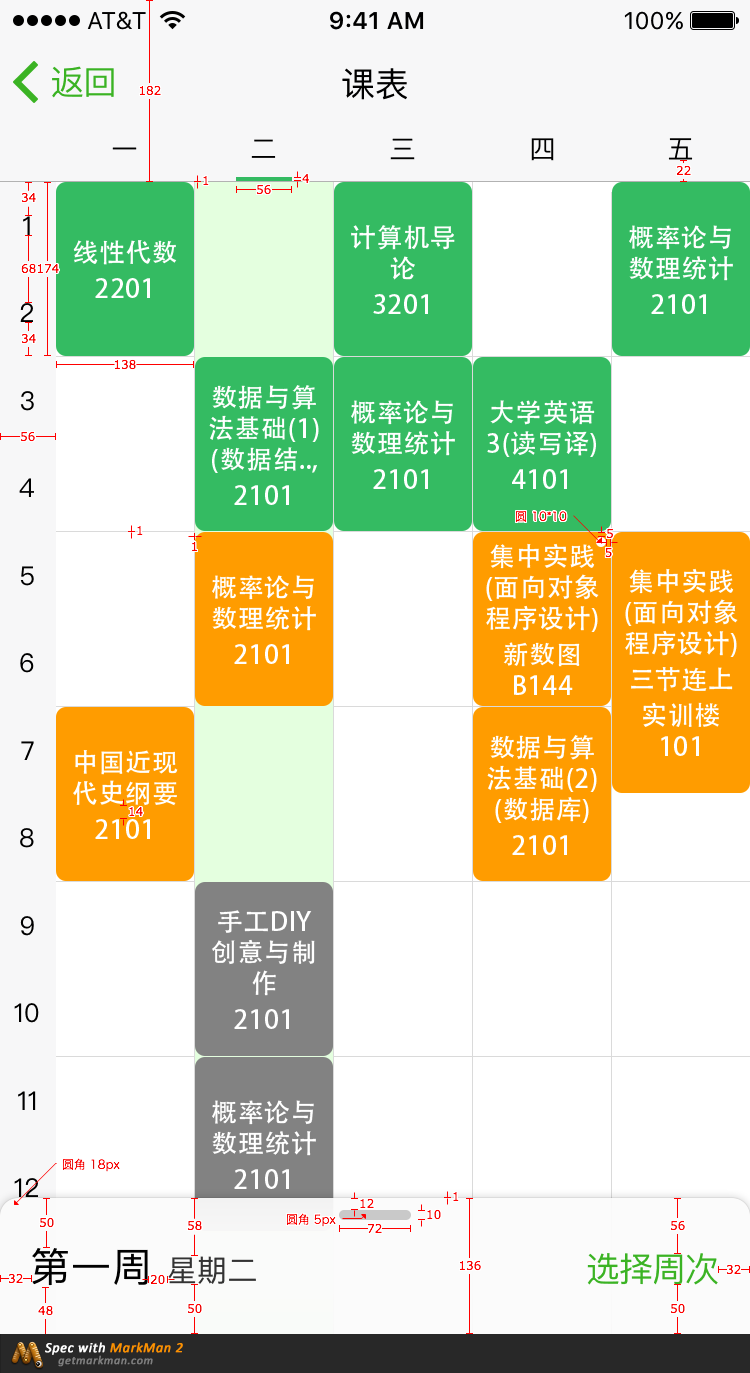 AT&T 9:41 AM 100%
返回 课表
182
一 二 三 四 五
22
1 56 4
34
1
68 174
2
34
线性代数
2201
计算机导
论
3201
概率论与
数理统计
2101
138
3
56
4
数据与算
法基础(1)
(数据结..,
2101
概率论与
数理统计
2101
大学英语
3(读写译)
4101
圆 10*10
5
5
1
1
5
6
概率论与
数理统计
2101
集中实践
(面向对象
程序设计)
新数图
B144
集中实践
(面向对象
程序设计)
三节连上
实训楼
101
7
8
中国近现
代史纲要
14
2101
数据与算
法基础(2)
(数据库)
2101
9
10
手工DIY
创意与制
作
2101
11
12
概率论与
数理统计
2101
圆角 18px
12 1
圆角 5px 10
72
50 58 136 56
第一周 星期二 选择周次
32 20 32
48 50 50
Spec with MarkMan 2
getmarkman.com